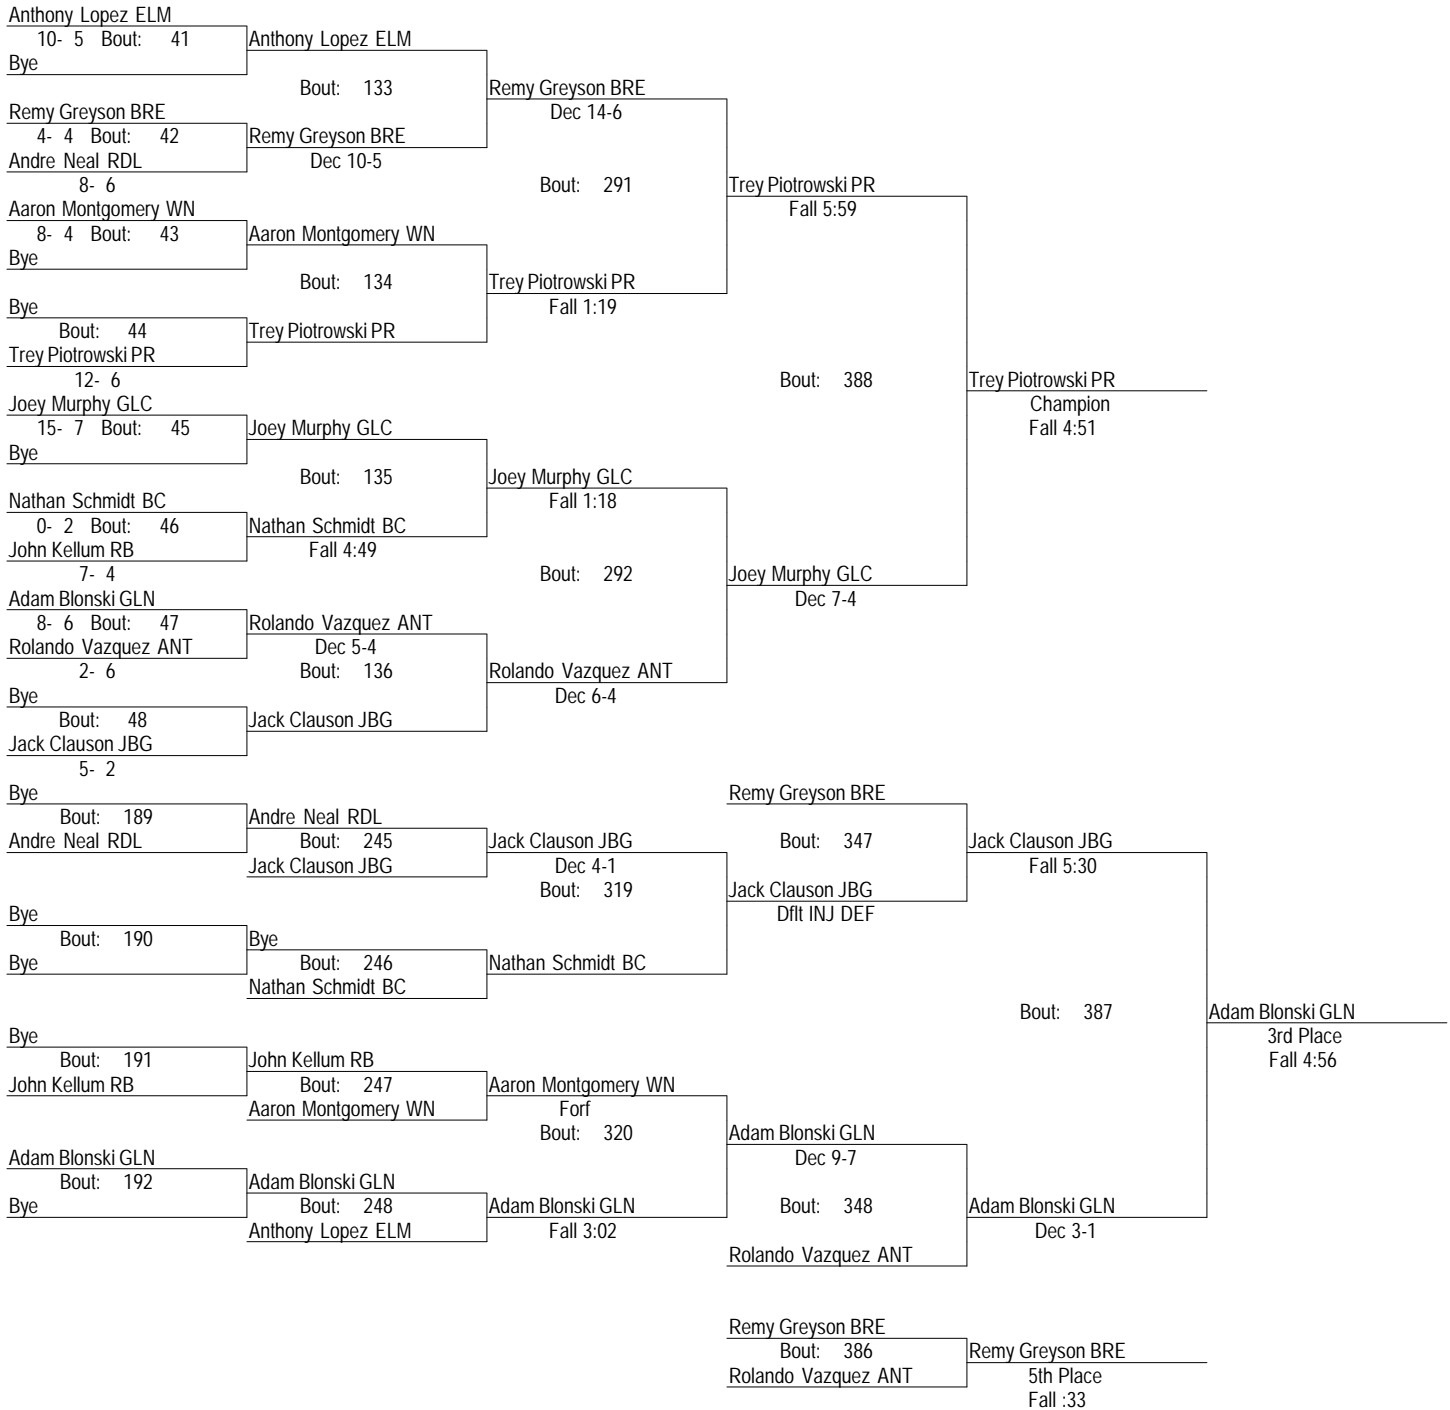 Anthony Lopez ELM
10- 5 Bout: 41
Anthony Lopez ELM
Bye
Bout: 133
Remy Greyson BRE
Dec 14-6
Remy Greyson BRE
4- 4 Bout: 42
Remy Greyson BRE
Andre Neal RDL
Dec 10-5
8- 6
Bout: 291
Trey Piotrowski PR
Fall 5:59
Aaron Montgomery WN
8- 4 Bout: 43
Aaron Montgomery WN
Bye
Bout: 134
Trey Piotrowski PR
Fall 1:19
Bye
Bout: 44
Trey Piotrowski PR
Trey Piotrowski PR
12- 6
Bout: 388
Trey Piotrowski PR
Champion
Fall 4:51
Joey Murphy GLC
15- 7 Bout: 45
Joey Murphy GLC
Bye
Bout: 135
Joey Murphy GLC
Fall 1:18
Nathan Schmidt BC
0- 2 Bout: 46
Nathan Schmidt BC
John Kellum RB
Fall 4:49
7- 4
Bout: 292
Joey Murphy GLC
Dec 7-4
Adam Blonski GLN
8- 6 Bout: 47
Rolando Vazquez ANT
Rolando Vazquez ANT
Dec 5-4
2- 6
Bout: 136
Rolando Vazquez ANT
Dec 6-4
Bye
Bout: 48
Jack Clauson JBG
Jack Clauson JBG
5- 2
Bye
Remy Greyson BRE
Bout: 189
Andre Neal RDL
Andre Neal RDL
Bout: 245
Jack Clauson JBG
Bout: 347
Jack Clauson JBG
Jack Clauson JBG
Dec 4-1
Fall 5:30
Bout: 319
Jack Clauson JBG
Dflt INJ DEF
Bye
Bout: 190
Bye
Bye
Bout: 246
Nathan Schmidt BC
Nathan Schmidt BC
Bout: 387
Adam Blonski GLN
3rd Place
Fall 4:56
Bye
Bout: 191
John Kellum RB
John Kellum RB
Bout: 247
Aaron Montgomery WN
Aaron Montgomery WN
Forf
Bout: 320
Adam Blonski GLN
Dec 9-7
Adam Blonski GLN
Bout: 192
Adam Blonski GLN
Bye
Bout: 248
Adam Blonski GLN
Bout: 348
Adam Blonski GLN
Anthony Lopez ELM
Fall 3:02
Dec 3-1
Rolando Vazquez ANT
Remy Greyson BRE
Bout: 386
Remy Greyson BRE
Rolando Vazquez ANT
5th Place
Fall :33